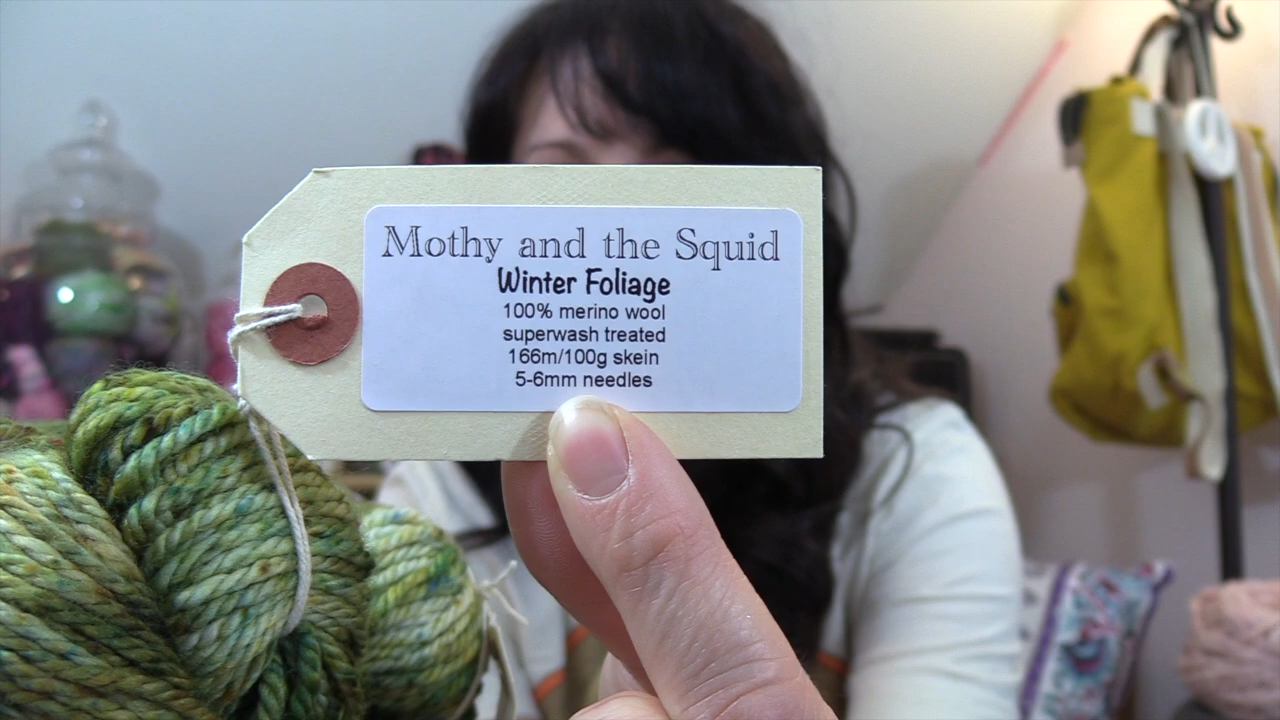 Mothy and the Squid
Winter Foliage
100% merino wool
superwash treated
166m/100g skein
5-6mm needles